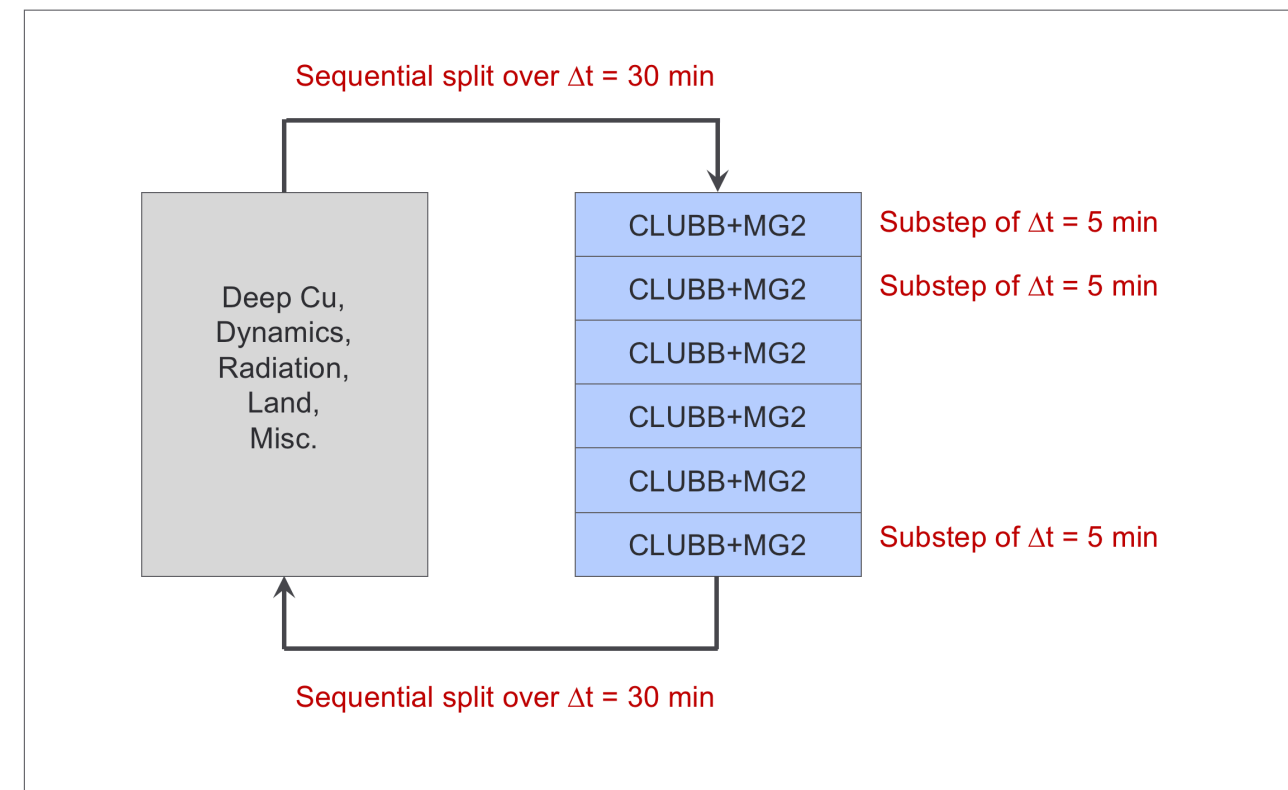 Sequential split over Δt = 30 min
Deep Cu,
Dynamics,
Radiation,
Land,
Misc.
CLUBB+MG2
Substep of Δt = 5 min
CLUBB+MG2
Substep of Δt = 5 min
CLUBB+MG2
CLUBB+MG2
CLUBB+MG2
CLUBB+MG2
Substep of Δt = 5 min
Sequential split over Δt = 30 min